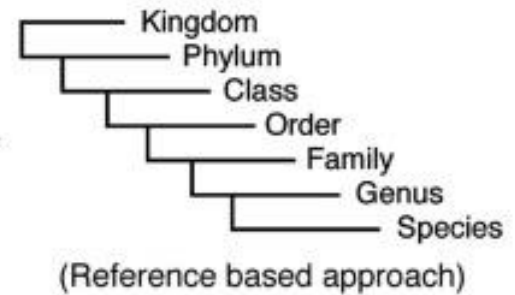 Kingdom
Phylum
Class
Order
Family
Genus
Species
(Reference based approach)